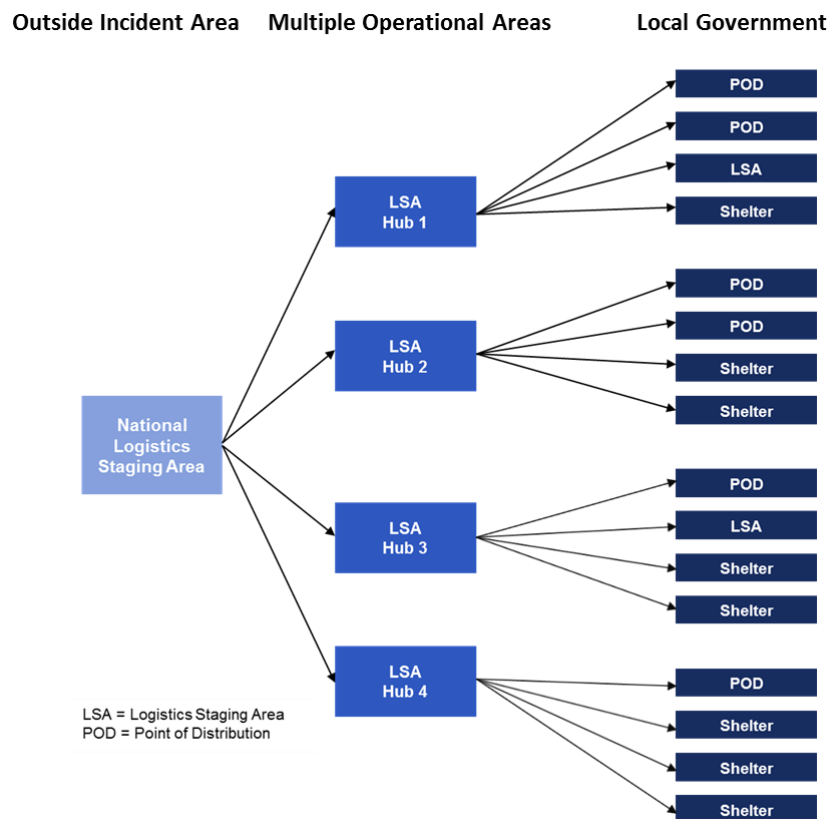 Outside Incident Area
Multiple Operational Areas
Local Government
National
Logistics
Staging Area
LSA
Hub 1
LSA
Hub 2
LSA
Hub 3
LSA
Hub 4
POD
POD
LSA
Shelter
POD
POD
Shelter
Shelter
POD
LSA
Shelter
Shelter
POD
Shelter
Shelter
Shelter
LSA = Logistics Staging Area
POD = Point of Distribution